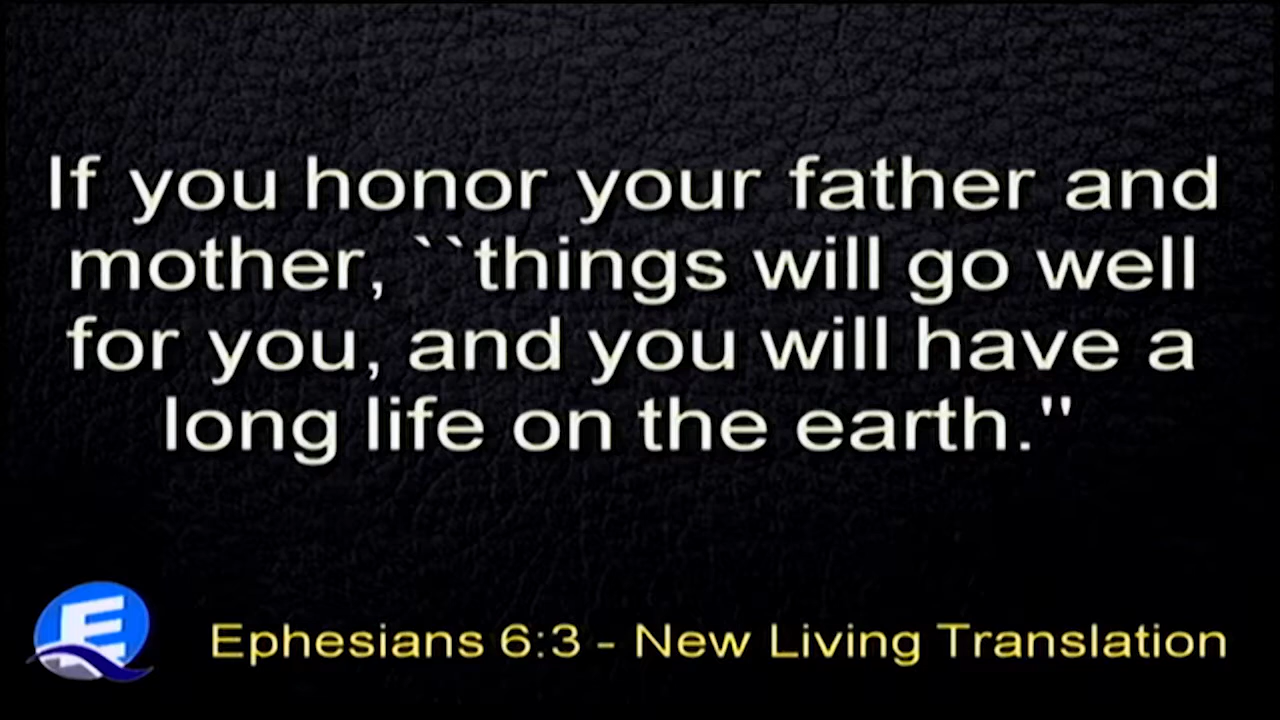 If you honor your father and
mother, ``things will go well
for you, and you will have a
long life on the earth.''
E
Ephesians 6:3 - New Living Translation